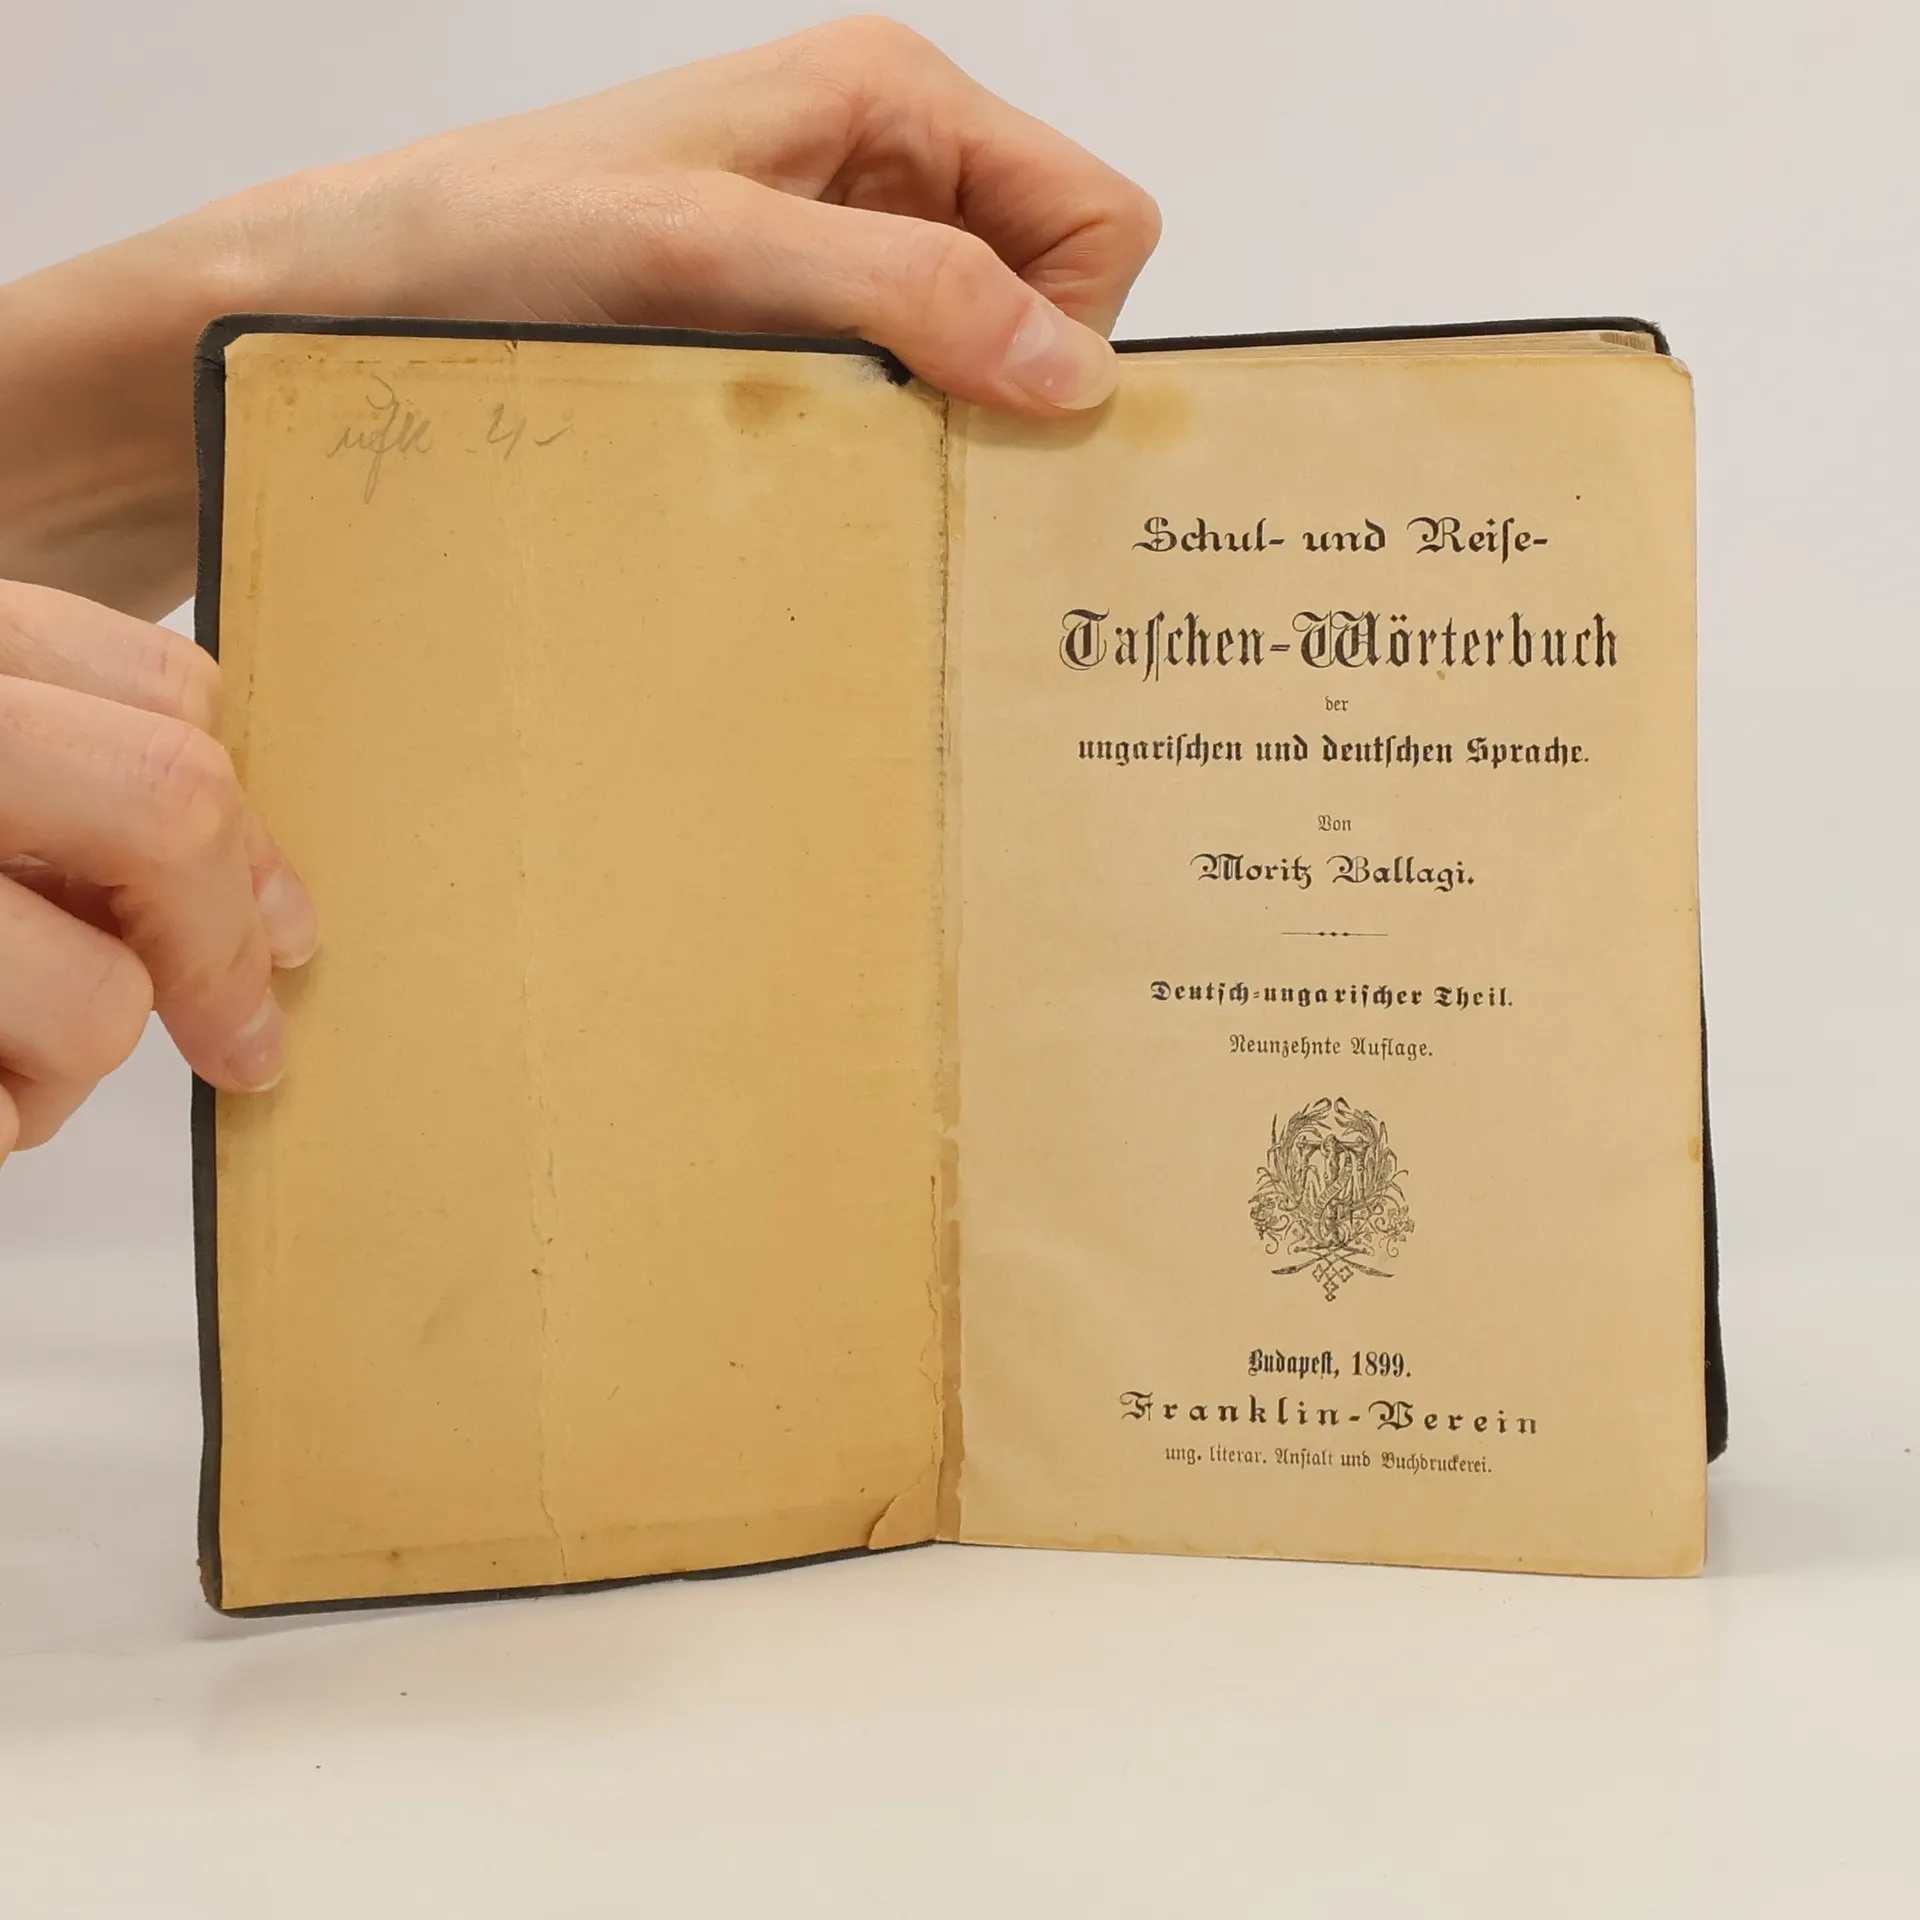 Schul- und Reiſe-
Taſchen-Wörterbuch
der
ungariſchen und deutſchen Sprache.
Von
Moritz Ballagi.
Deutſch-ungariſcher Theil.
Neunzehnte Auflage.
Budapeſt, 1899.
Franklin-Verein
ung. literar. Anſtalt und Buchdruckerei.